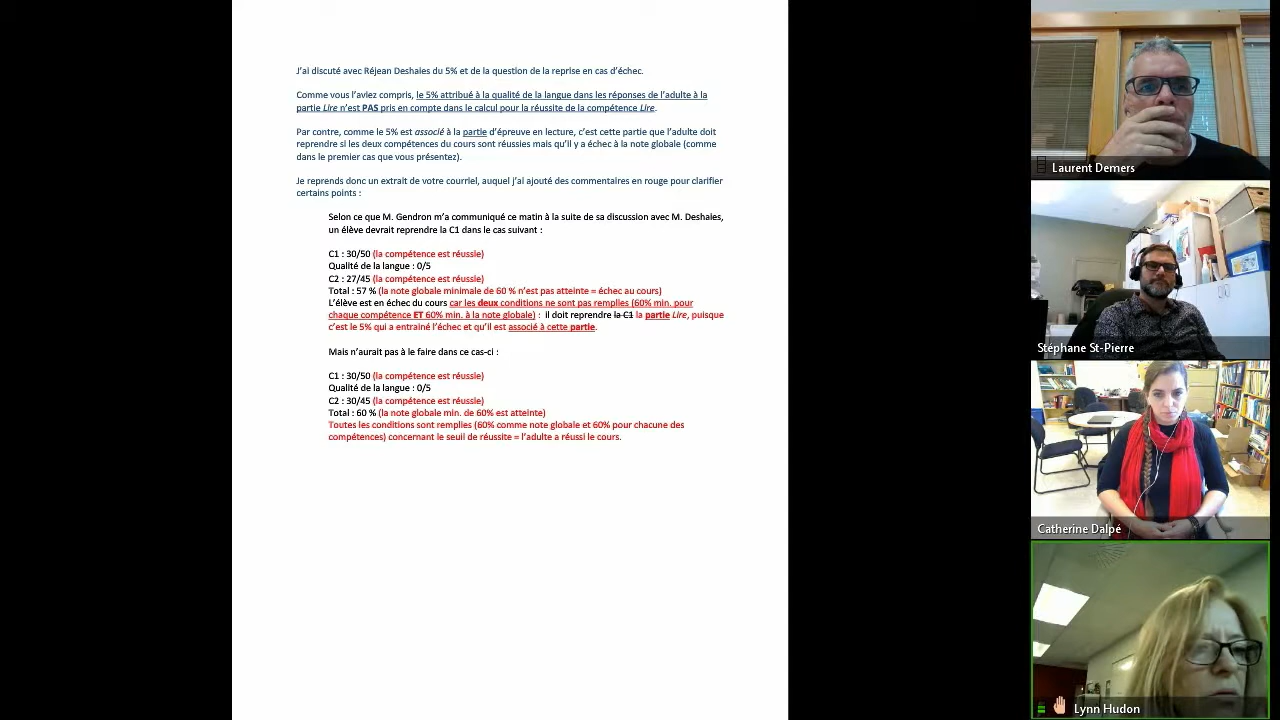 J'ai discuté avec Réjean Deshaies du 5% et de la question de la reprise en cas d'échec.
Comme vous l'aviez compris, le 5% attribué à la qualité de la langue dans les réponses de l'adulte à la
partie Lire n'est PAS pris en compte dans le calcul pour la réussite de la compétence Lire.
Par contre, comme le 5% est associé à la partie d'épreuve en lecture, c'est cette partie que l'adulte doit
reprendre si les deux compétences du cours sont réussies mais qu'il y a échec à la note globale (comme
dans le premier cas que vous présentez).
Je reprends donc un extrait de votre courriel, auquel j'ai ajouté des commentaires en rouge pour clarifier
certains points :
Selon ce que M. Gendron m'a communiqué ce matin à la suite de sa discussion avec M. Deshaies,
un élève devrait reprendre la C1 dans le cas suivant :
C1 : 30/50 (la compétence est réussie)
Qualité de la langue : 0/5
C2 : 27/45 (la compétence est réussie)
Total : 57 % (la note globale minimale de 60 % n'est pas atteinte = échec au cours)
L'élève est en échec du cours car les deux conditions ne sont pas remplies (60% min. pour
chaque compétence ET 60% min. à la note globale) : il doit reprendre la C1 la partie Lire, puisque
c'est le 5% qui a entrainé l'échec et qu'il est associé à cette partie.
Mais n'aurait pas à le faire dans ce cas-ci :
C1 : 30/50 (la compétence est réussie)
Qualité de la langue : 0/5
C2 : 30/45 (la compétence est réussie)
Total : 60 % (la note globale min. de 60% est atteinte)
Toutes les conditions sont remplies (60% comme note globale et 60% pour chacune des
compétences) concernant le seuil de réussite = l'adulte a réussi le cours.
Laurent Demers
Stéphane St-Pierre
Catherine Dalpé
Lynn Hudon